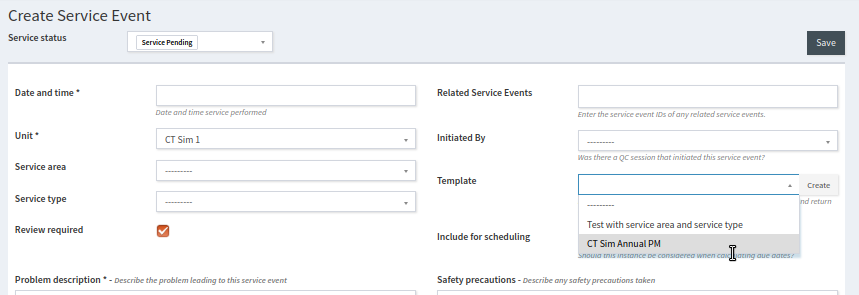 Create Service Event
Service status
Service Pending
Save
Date and time *
Date and time service performed
Related Service Events
Enter the service event IDs of any related service events.
Unit *
CT Sim 1
Initiated By
---------
Was there a QC session that initiated this service event?
Service area
---------
Template
Create
nd return
Service type
---------
---------
Test with service area and service type
CT Sim Annual PM
Review required
Include for scheduling
Should this instance be considered when calculating due dates?
Problem description * - Describe the problem leading to this service event
Safety precautions - Describe any safety precautions taken